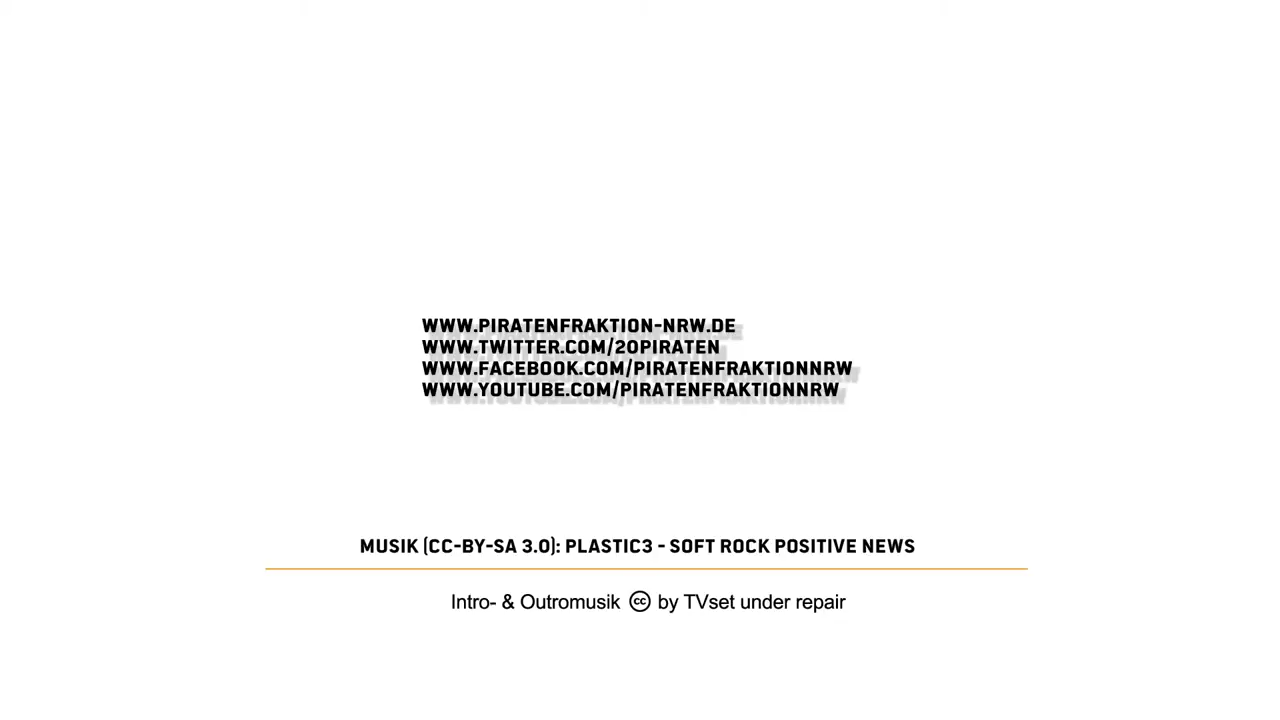 WWW.PIRATENFRAKTION-NRW.DE
WWW.TWITTER.COM/20PIRATEN
WWW.FACEBOOK.COM/PIRATENFRAKTIONNRW
WWW.YOUTUBE.COM/PIRATENFRAKTIONNRW
MUSIK (CC-BY-SA 3.0): PLASTIC3 - SOFT ROCK POSITIVE NEWS
Intro- & Outromusik cc by TVset under repair